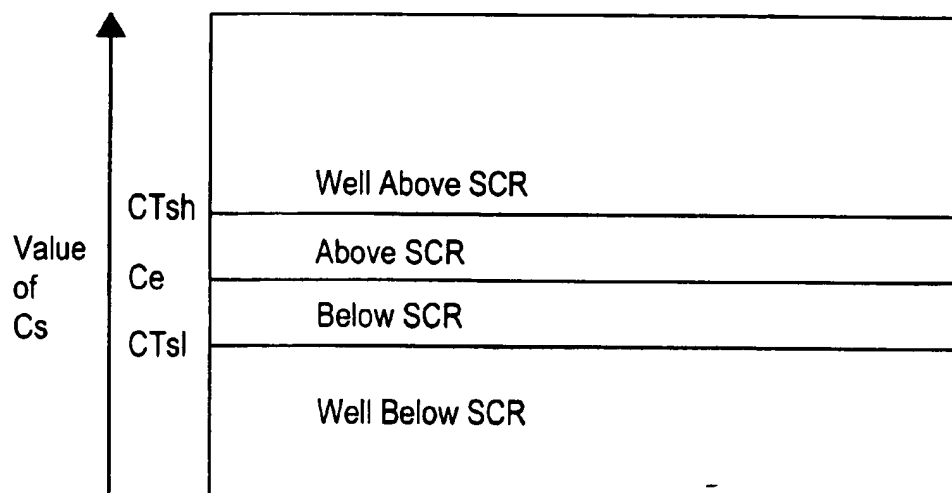 Well Above SCR
CTsh
Above SCR
Value
of
Cs
Ce
Below SCR
CTsl
Well Below SCR